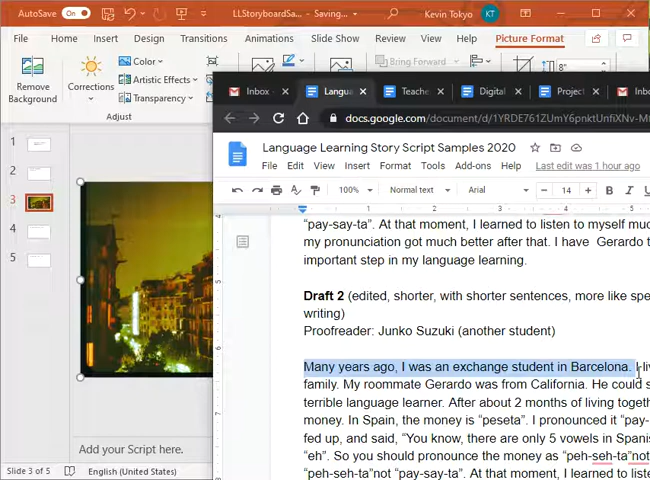 AutoSave On LLStoryboardSa... - Saving... Kevin Tokyo KT
File Home Insert Design Transitions Animations Slide Show Review View Help Picture Format
Remove Background
Corrections
Color
Artistic Effects
Transparency
Adjust
Bring Forward
8"
Inbox Langua Teache Digital Project Inbo
docs.google.com/document/d/1YRDE761ZUmY6pnktUnfiXNv-M
Language Learning Story Script Samples 2020
File Edit View Insert Format Tools Add-ons Help Last edit was 1 hour ago
100% Normal text Arial 14 B I U
1
2
3
4
5
"pay-say-ta". At that moment, I learned to listen to myself muc
my pronunciation got much better after that. I have Gerardo t
important step in my language learning.
Draft 2 (edited, shorter, with shorter sentences, more like spe
writing)
Proofreader: Junko Suzuki (another student)
Many years ago, I was an exchange student in Barcelona. I li
family. My roommate Gerardo was from California. He could s
terrible language learner. After about 2 months of living togeth
money. In Spain, the money is "peseta". I pronounced it "pay-
fed up, and said, "You know, there are only 5 vowels in Spanis
"eh". So you should pronounce the money as "peh-seh-ta"not
"peh-seh-ta"not "pay-say-ta". At that moment, I learned to liste
Add your Script here.
Slide 3 of 5 English (United States)